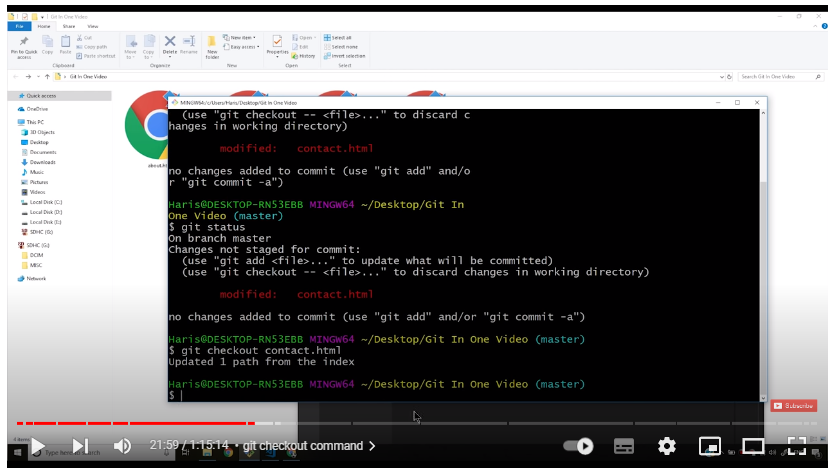 Git In One Video
File Home Share View
Pin to Quick access
Copy
Paste
Cut
Copy path
Paste shortcut
Move to
Copy to
Delete
Rename
New folder
New item
Easy access
Properties
Open
Edit
History
Select all
Select none
Invert selection
Clipboard Organize New Open Select
Git In One Video
Search Git In One Video
Quick access
OneDrive
This PC
3D Objects
Desktop
Documents
Downloads
Music
Pictures
Videos
Local Disk (C:)
Local Disk (D:)
Local Disk (E:)
SDHC (G:)
SDHC (G:)
DCIM
MISC
Network
MINGW64:/c/Users/Haris/Desktop/Git In One Video
(use "git checkout -- <file>..." to discard c
hanges in working directory)
modified: contact.html
no changes added to commit (use "git add" and/o
r "git commit -a")
Haris@DESKTOP-RN53EBB MINGW64 ~/Desktop/Git In
One Video (master)
$ git status
On branch master
Changes not staged for commit:
(use "git add <file>..." to update what will be committed)
(use "git checkout -- <file>..." to discard changes in working directory)
modified: contact.html
no changes added to commit (use "git add" and/or "git commit -a")
Haris@DESKTOP-RN53EBB MINGW64 ~/Desktop/Git In One Video (master)
$ git checkout contact.html
Updated 1 path from the index
Haris@DESKTOP-RN53EBB MINGW64 ~/Desktop/Git In One Video (master)
$
Subscribe
21:59 / 1:15:14 • git checkout command >